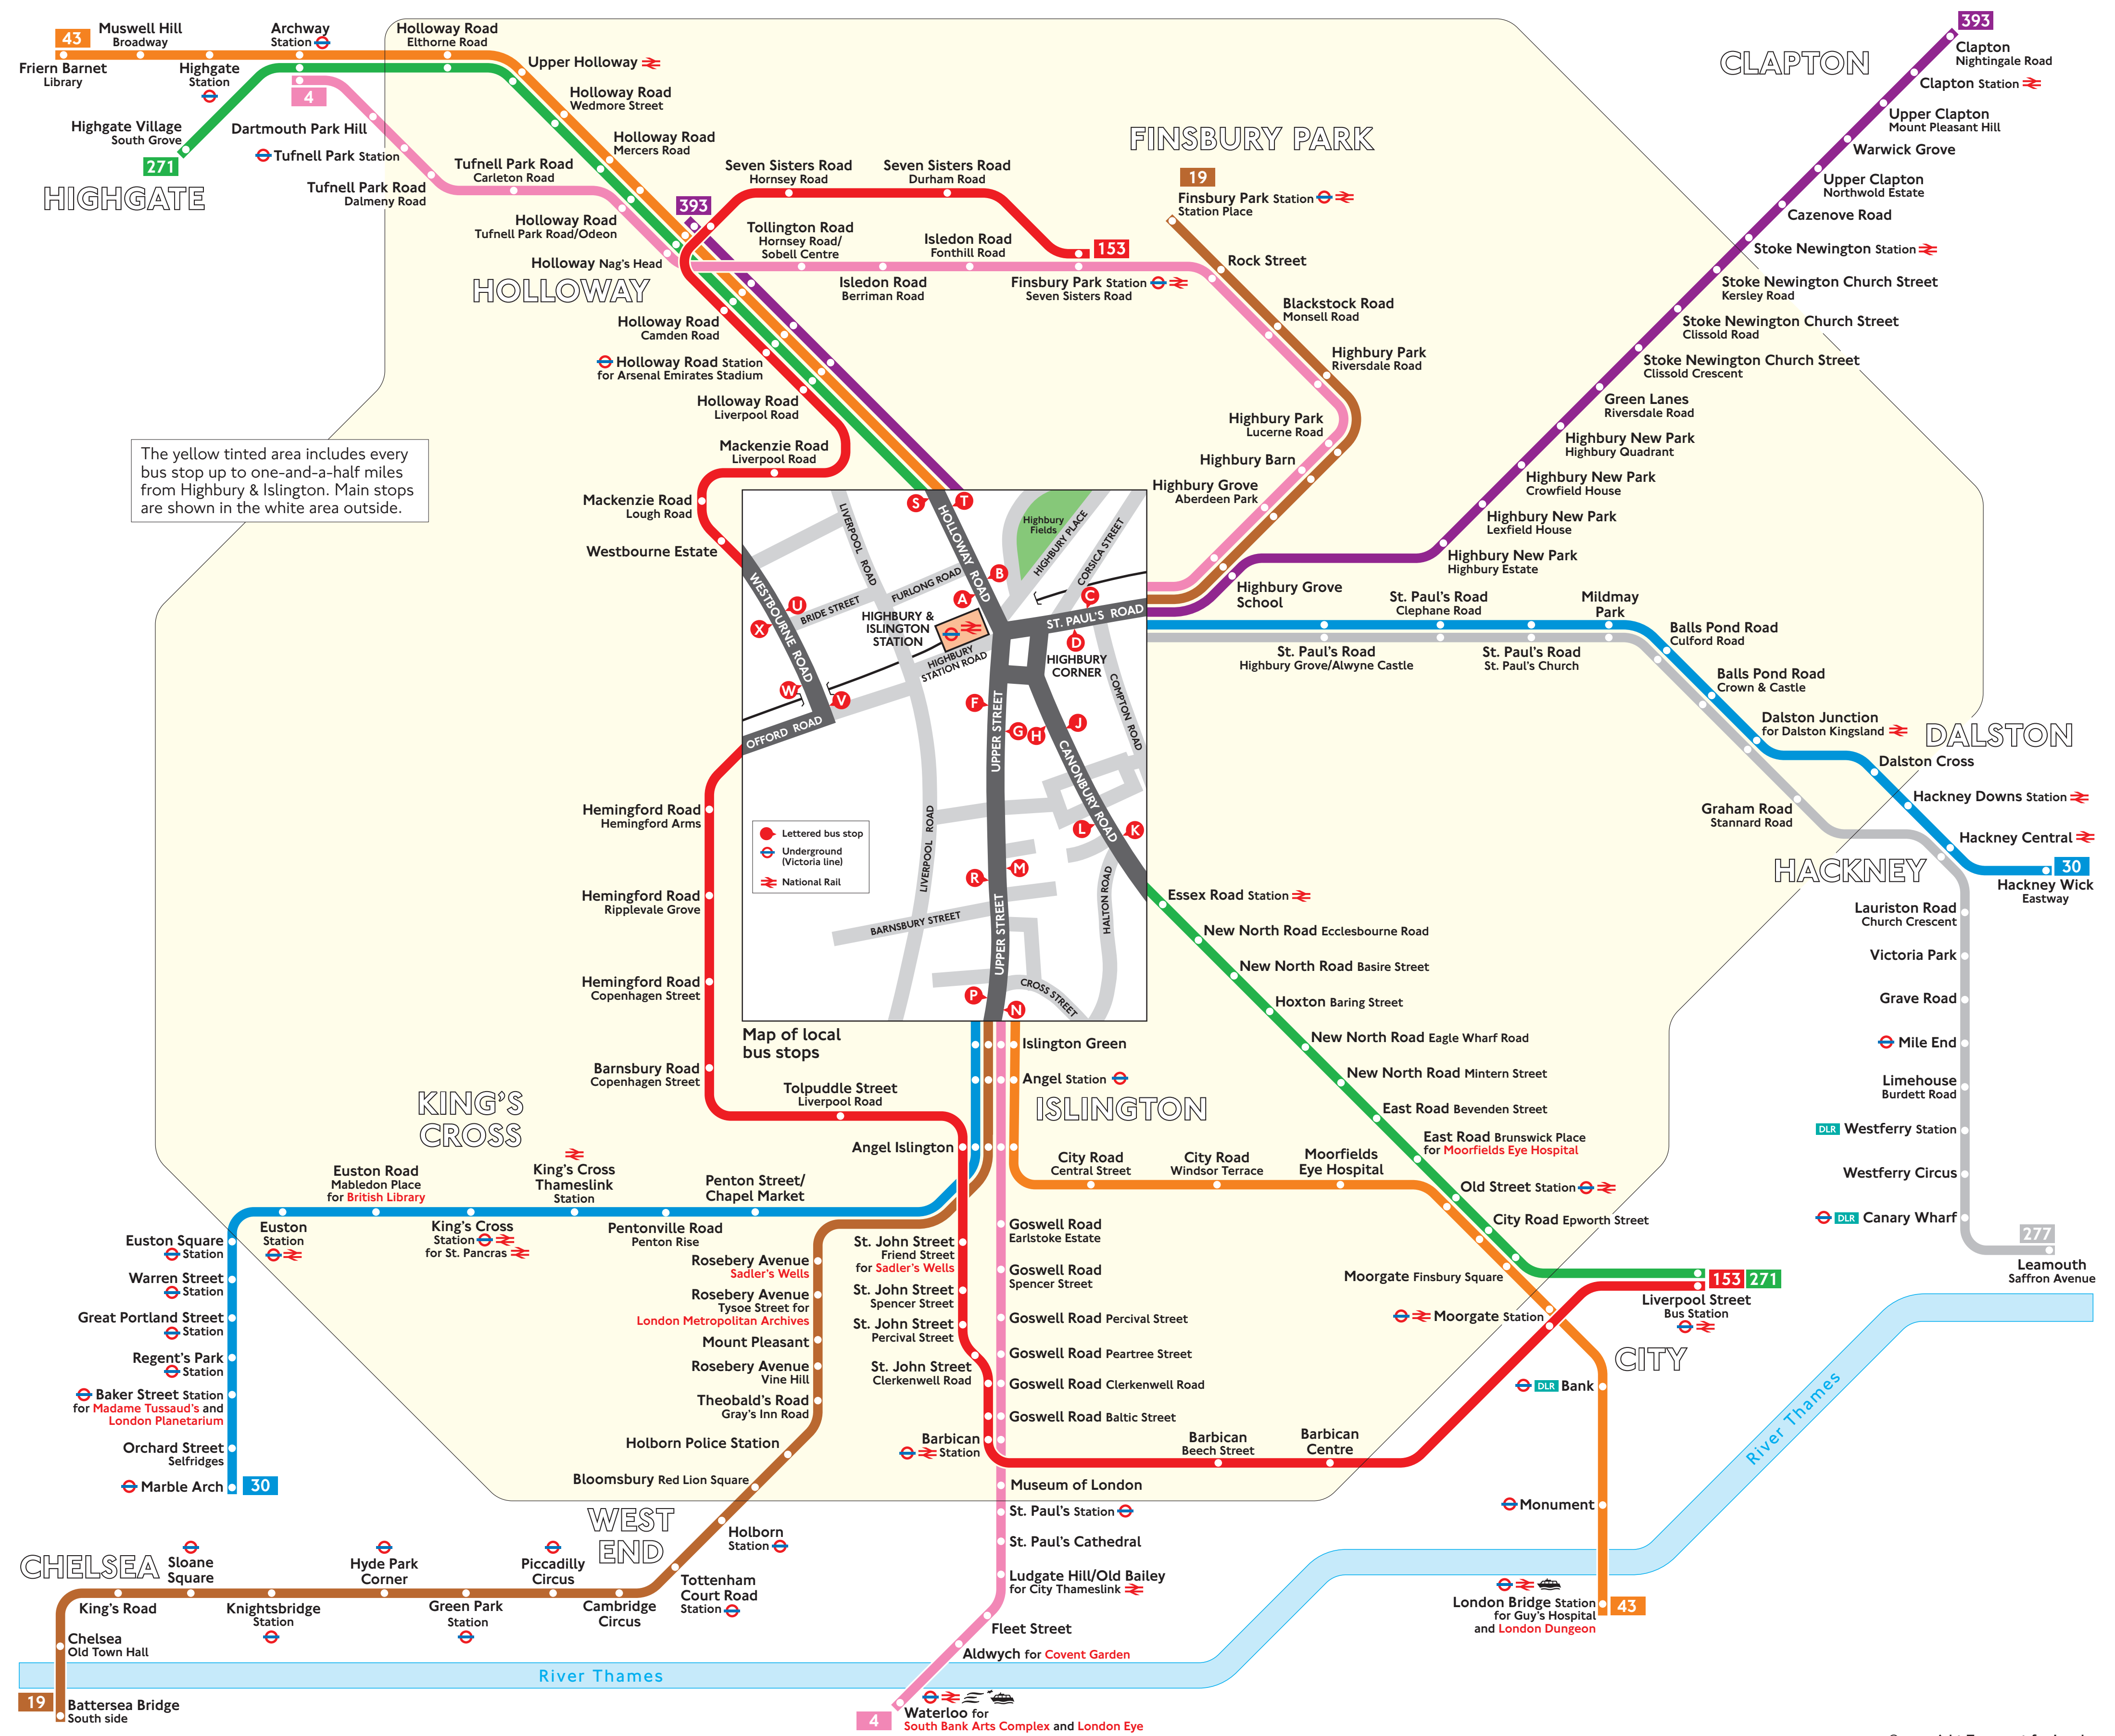 43
Muswell Hill
Broadway
Friern Barnet
Library
Highgate
Station
Archway
Station
4
Holloway Road
Elthorne Road
Upper Holloway
Holloway Road
Wedmore Street
Holloway Road
Mercers Road
Highgate Village
South Grove
271
HIGHGATE
Dartmouth Park Hill
Tufnell Park Station
Tufnell Park Road
Dalmeny Road
Tufnell Park Road
Carleton Road
Holloway Road
Tufnell Park Road/Odeon
Holloway Nag's Head
HOLLOWAY
393
Seven Sisters Road
Hornsey Road
Seven Sisters Road
Durham Road
Tollington Road
Hornsey Road/
Sobell Centre
Isledon Road
Fonthill Road
153
Isledon Road
Berriman Road
Finsbury Park Station
Seven Sisters Road
FINSBURY PARK
19
Finsbury Park Station
Station Place
Rock Street
Blackstock Road
Monsell Road
Highbury Park
Riversdale Road
Highbury Park
Lucerne Road
Highbury Barn
Highbury Grove
Aberdeen Park
Highbury Grove
School
CLAPTON
393
Clapton
Nightingale Road
Clapton Station
Upper Clapton
Mount Pleasant Hill
Warwick Grove
Upper Clapton
Northwold Estate
Cazenove Road
Stoke Newington Station
Stoke Newington Church Street
Kersley Road
Stoke Newington Church Street
Clissold Road
Stoke Newington Church Street
Clissold Crescent
Green Lanes
Riversdale Road
Highbury New Park
Highbury Quadrant
Highbury New Park
Crowfield House
Highbury New Park
Lexfield House
Highbury New Park
Highbury Estate
The yellow tinted area includes every
bus stop up to one-and-a-half miles
from Highbury & Islington. Main stops
are shown in the white area outside.
Holloway Road
Camden Road
Holloway Road Station
for Arsenal Emirates Stadium
Holloway Road
Liverpool Road
Mackenzie Road
Liverpool Road
Mackenzie Road
Lough Road
Westbourne Estate
S
T
LIVERPOOL ROAD
HOLLOWAY ROAD
Highbury
Fields
HIGHBURY PLACE
CORSICA STREET
WESTBOURNE ROAD
U
X
BRIDE STREET
FURLONG ROAD
B
A
C
HIGHBURY &
ISLINGTON
STATION
ST. PAUL'S ROAD
D
HIGHBURY
CORNER
HIGHBURY
STATION ROAD
W
V
OFFORD ROAD
F
G
H
J
UPPER STREET
CANONBURY ROAD
COMPTON ROAD
Lettered bus stop
Underground
(Victoria line)
National Rail
LIVERPOOL ROAD
L
K
M
R
HALTON ROAD
BARNSBURY STREET
UPPER STREET
CROSS STREET
P
N
Map of local
bus stops
St. Paul's Road
Clephane Road
Mildmay
Park
St. Paul's Road
Highbury Grove/Alwyne Castle
St. Paul's Road
St. Paul's Church
Balls Pond Road
Culford Road
Balls Pond Road
Crown & Castle
Dalston Junction
for Dalston Kingsland
DALSTON
Dalston Cross
Hackney Downs Station
Hackney Central
30
Hackney Wick
Eastway
Graham Road
Stannard Road
HACKNEY
Lauriston Road
Church Crescent
Victoria Park
Grave Road
Mile End
Limehouse
Burdett Road
DLR Westferry Station
Westferry Circus
DLR Canary Wharf
277
Leamouth
Saffron Avenue
Essex Road Station
New North Road Ecclesbourne Road
New North Road Basire Street
Hoxton Baring Street
New North Road Eagle Wharf Road
New North Road Mintern Street
East Road Bevenden Street
East Road Brunswick Place
for Moorfields Eye Hospital
Old Street Station
City Road Epworth Street
153
271
Liverpool Street
Bus Station
Hemingford Road
Hemingford Arms
Hemingford Road
Ripplevale Grove
Hemingford Road
Copenhagen Street
Barnsbury Road
Copenhagen Street
Tolpuddle Street
Liverpool Road
Angel Islington
Islington Green
Angel Station
ISLINGTON
City Road
Central Street
City Road
Windsor Terrace
Moorfields
Eye Hospital
Moorgate Finsbury Square
Moorgate Station
CITY
DLR Bank
Monument
London Bridge Station
for Guy's Hospital
and London Dungeon
43
KING'S
CROSS
Euston Road
Mabledon Place
for British Library
King's Cross
Thameslink
Station
Penton Street/
Chapel Market
Pentonville Road
Penton Rise
King's Cross
Station
for St. Pancras
Euston
Station
Euston Square
Station
Warren Street
Station
Great Portland Street
Station
Regent's Park
Station
Baker Street Station
for Madame Tussaud's and
London Planetarium
Orchard Street
Selfridges
Marble Arch
30
Rosebery Avenue
Sadler's Wells
Rosebery Avenue
Tysoe Street for
London Metropolitan Archives
Mount Pleasant
Rosebery Avenue
Vine Hill
Theobald's Road
Gray's Inn Road
Holborn Police Station
Bloomsbury Red Lion Square
WEST
END
Holborn
Station
Tottenham
Court Road
Station
Cambridge
Circus
Piccadilly
Circus
Green Park
Station
Hyde Park
Corner
Knightsbridge
Station
Sloane
Square
King's Road
CHELSEA
Chelsea
Old Town Hall
19
Battersea Bridge
South side
River Thames
St. John Street
Friend Street
for Sadler's Wells
St. John Street
Spencer Street
St. John Street
Percival Street
St. John Street
Clerkenwell Road
Barbican
Station
Goswell Road
Earlstoke Estate
Goswell Road
Spencer Street
Goswell Road Percival Street
Goswell Road Peartree Street
Goswell Road Clerkenwell Road
Goswell Road Baltic Street
Barbican
Beech Street
Barbican
Centre
Museum of London
St. Paul's Station
St. Paul's Cathedral
Ludgate Hill/Old Bailey
for City Thameslink
Fleet Street
Aldwych for Covent Garden
4
Waterloo for
South Bank Arts Complex and London Eye
River Thames